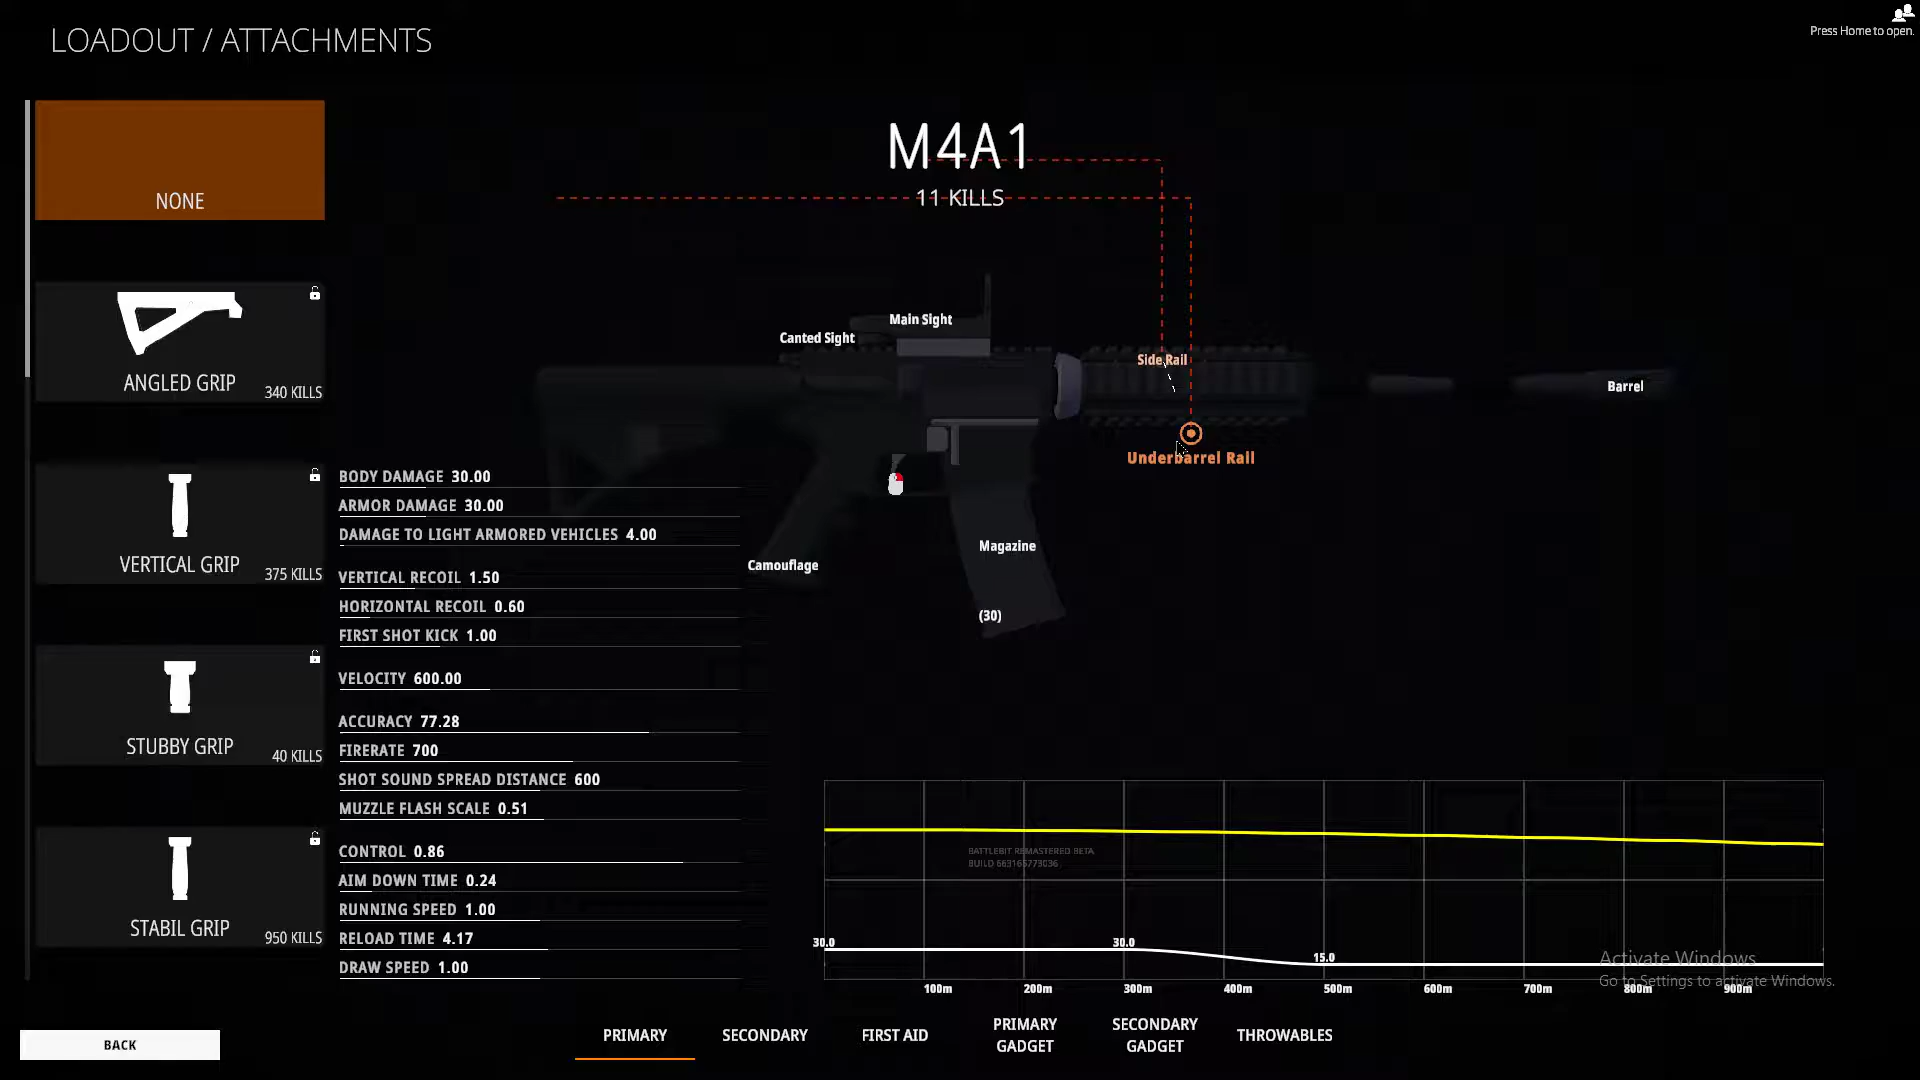 LOADOUT / ATTACHMENTS
Press Home to open.
NONE
ANGLED GRIP
340 KILLS
VERTICAL GRIP
375 KILLS
STUBBY GRIP
40 KILLS
STABIL GRIP
950 KILLS
M4A1
11 KILLS
Main Sight
Canted Sight
Side Rail
Barrel
Underbarrel Rail
Magazine
Camouflage
(30)
BODY DAMAGE 30.00
ARMOR DAMAGE 30.00
DAMAGE TO LIGHT ARMORED VEHICLES 4.00
VERTICAL RECOIL 1.50
HORIZONTAL RECOIL 0.60
FIRST SHOT KICK 1.00
VELOCITY 600.00
ACCURACY 77.28
FIRERATE 700
SHOT SOUND SPREAD DISTANCE 600
MUZZLE FLASH SCALE 0.51
CONTROL 0.86
AIM DOWN TIME 0.24
RUNNING SPEED 1.00
RELOAD TIME 4.17
DRAW SPEED 1.00
BATTLEBIT REMASTERED BETA
BUILD 663165773036
30.0 30.0 15.0
100m 200m 300m 400m 500m 600m 700m 800m 900m
Activate Windows
Go to Settings to activate Windows.
BACK
PRIMARY
SECONDARY
FIRST AID
PRIMARY
GADGET
SECONDARY
GADGET
THROWABLES